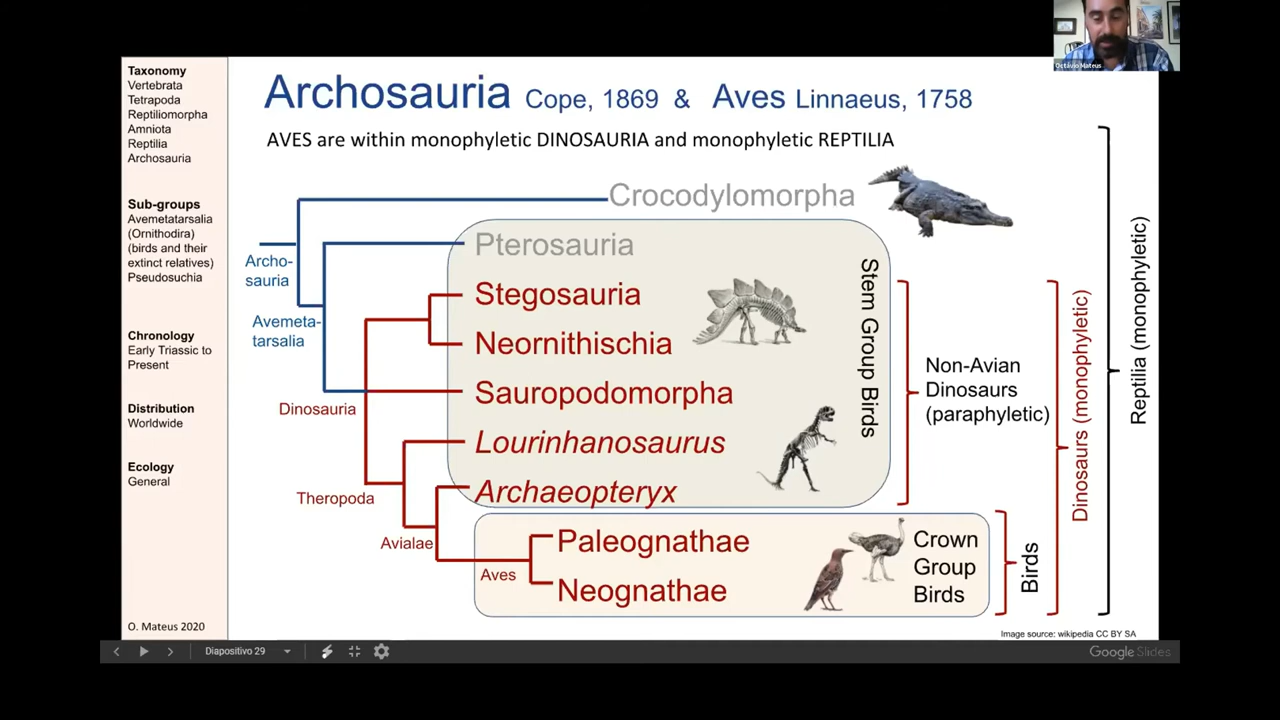 Octávio Mateus
Taxonomy
Vertebrata
Tetrapoda
Reptiliomorpha
Amniota
Reptilia
Archosauria
Sub-groups
Avemetatarsalia
(Ornithodira)
(birds and their
extinct relatives)
Pseudosuchia
Chronology
Early Triassic to
Present
Distribution
Worldwide
Ecology
General
O. Mateus 2020
Archosauria Cope, 1869 & Aves Linnaeus, 1758
AVES are within monophyletic DINOSAURIA and monophyletic REPTILIA
Crocodylomorpha
Pterosauria
Stegosauria
Neornithischia
Sauropodomorpha
Lourinhanosaurus
Archaeopteryx
Paleognathae
Neognathae
Archo-
sauria
Avemeta-
tarsalia
Dinosauria
Theropoda
Avialae
Aves
Stem Group Birds
Crown
Group
Birds
Non-Avian
Dinosaurs
(paraphyletic)
Birds
Dinosaurs (monophyletic)
Reptilia (monophyletic)
Image source: wikipedia CC BY SA
Diapositivo 29
Google Slides